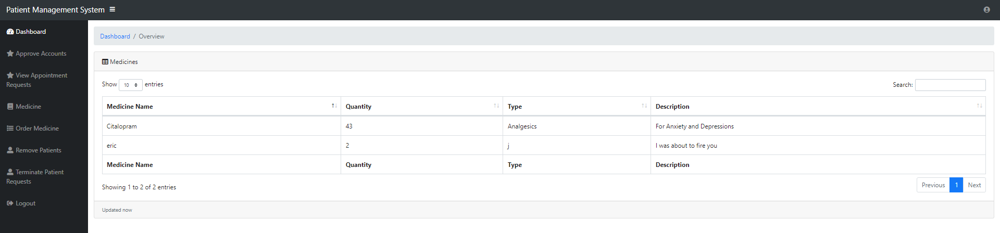 Patient Management System
Dashboard
Approve Accounts
View Appointment
Requests
Medicine
Order Medicine
Remove Patients
Terminate Patient
Requests
Logout
Dashboard / Overview
Medicines
Show 10 entries
Search:
Medicine Name Quantity Type Description
Citalopram 43 Analgesics For Anxiety and Depressions
eric 2 j I was about to fire you
Medicine Name Quantity Type Description
Showing 1 to 2 of 2 entries
Previous 1 Next
Updated now